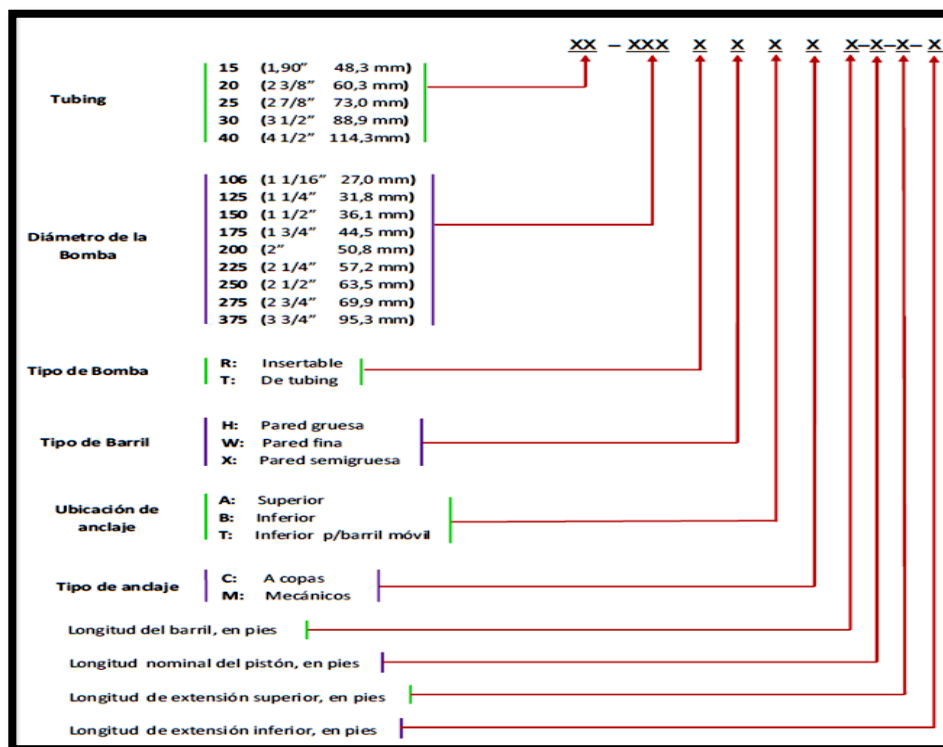 XX - XXX X X X X X-X-X-X
Tubing
15 (1,90” 48,3 mm)
20 (2 3/8” 60,3 mm)
25 (2 7/8” 73,0 mm)
30 (3 1/2” 88,9 mm)
40 (4 1/2” 114,3mm)
Diámetro de la
Bomba
106 (1 1/16” 27,0 mm)
125 (1 1/4” 31,8 mm)
150 (1 1/2” 36,1 mm)
175 (1 3/4” 44,5 mm)
200 (2” 50,8 mm)
225 (2 1/4” 57,2 mm)
250 (2 1/2” 63,5 mm)
275 (2 3/4” 69,9 mm)
375 (3 3/4” 95,3 mm)
Tipo de Bomba
R: Insertable
T: De tubing
Tipo de Barril
H: Pared gruesa
W: Pared fina
X: Pared semigruesa
Ubicación de
anclaje
A: Superior
B: Inferior
T: Inferior p/barril móvil
Tipo de anclaje
C: A copas
M: Mecánicos
Longitud del barril, en pies
Longitud nominal del pistón, en pies
Longitud de extensión superior, en pies
Longitud de extensión inferior, en pies